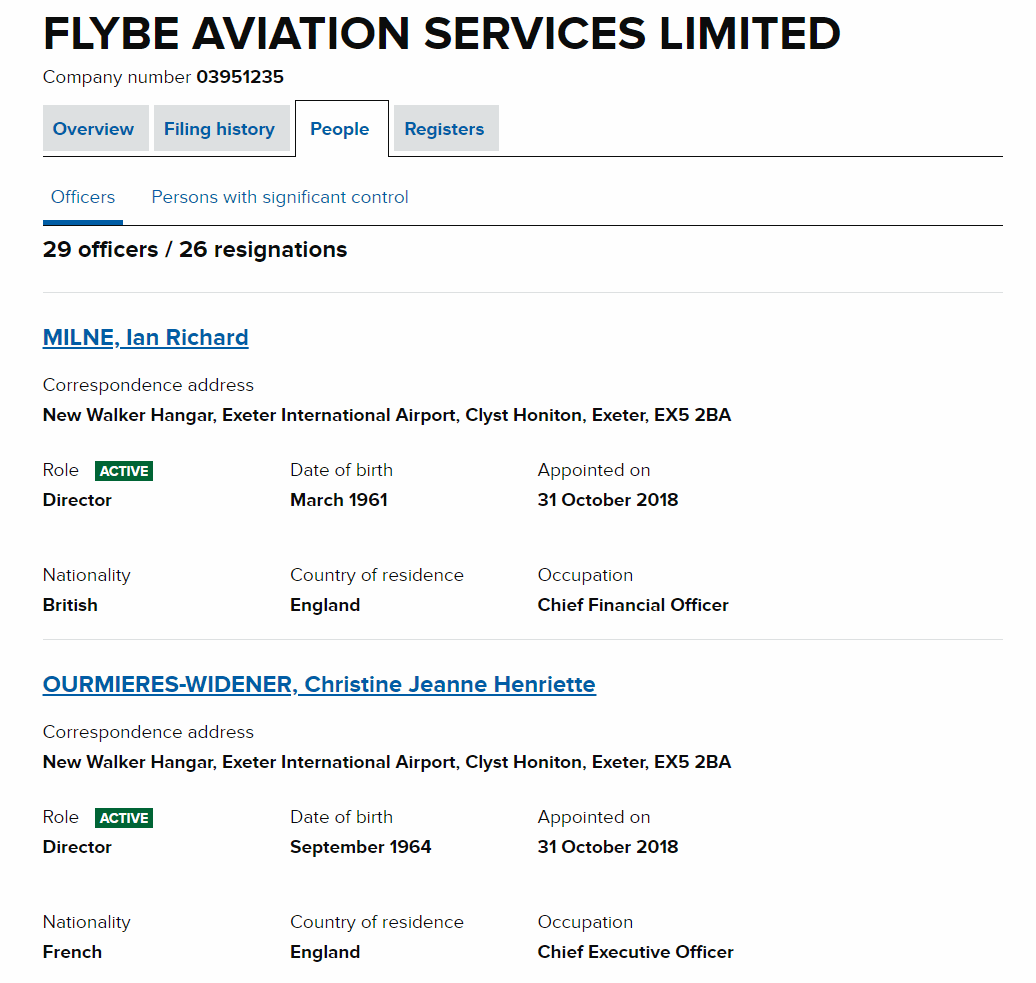 FLYBE AVIATION SERVICES LIMITED
Company number 03951235
Overview Filing history People Registers
Officers Persons with significant control
29 officers / 26 resignations
MILNE, Ian Richard
Correspondence address
New Walker Hangar, Exeter International Airport, Clyst Honiton, Exeter, EX5 2BA
Role ACTIVE Date of birth Appointed on
Director March 1961 31 October 2018
Nationality Country of residence Occupation
British England Chief Financial Officer
OURMIERES-WIDENER, Christine Jeanne Henriette
Correspondence address
New Walker Hangar, Exeter International Airport, Clyst Honiton, Exeter, EX5 2BA
Role ACTIVE Date of birth Appointed on
Director September 1964 31 October 2018
Nationality Country of residence Occupation
French England Chief Executive Officer